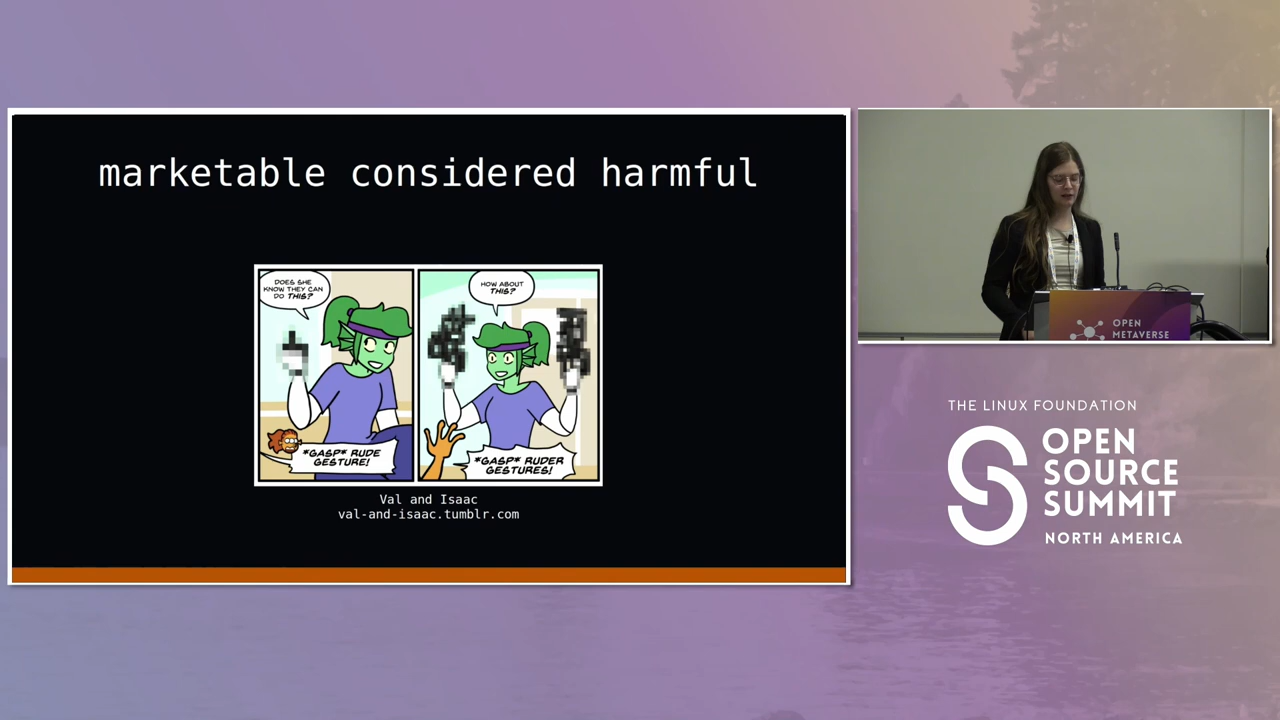 marketable considered harmful
DOES SHE
KNOW THEY CAN
DO THIS?
*GASP* RUDE
GESTURE!
HOW ABOUT
THIS?
*GASP* RUDER
GESTURES!
Val and Isaac
val-and-isaac.tumblr.com
OPEN
METAVERSE
THE LINUX FOUNDATION
OPEN
SOURCE
SUMMIT
NORTH AMERICA